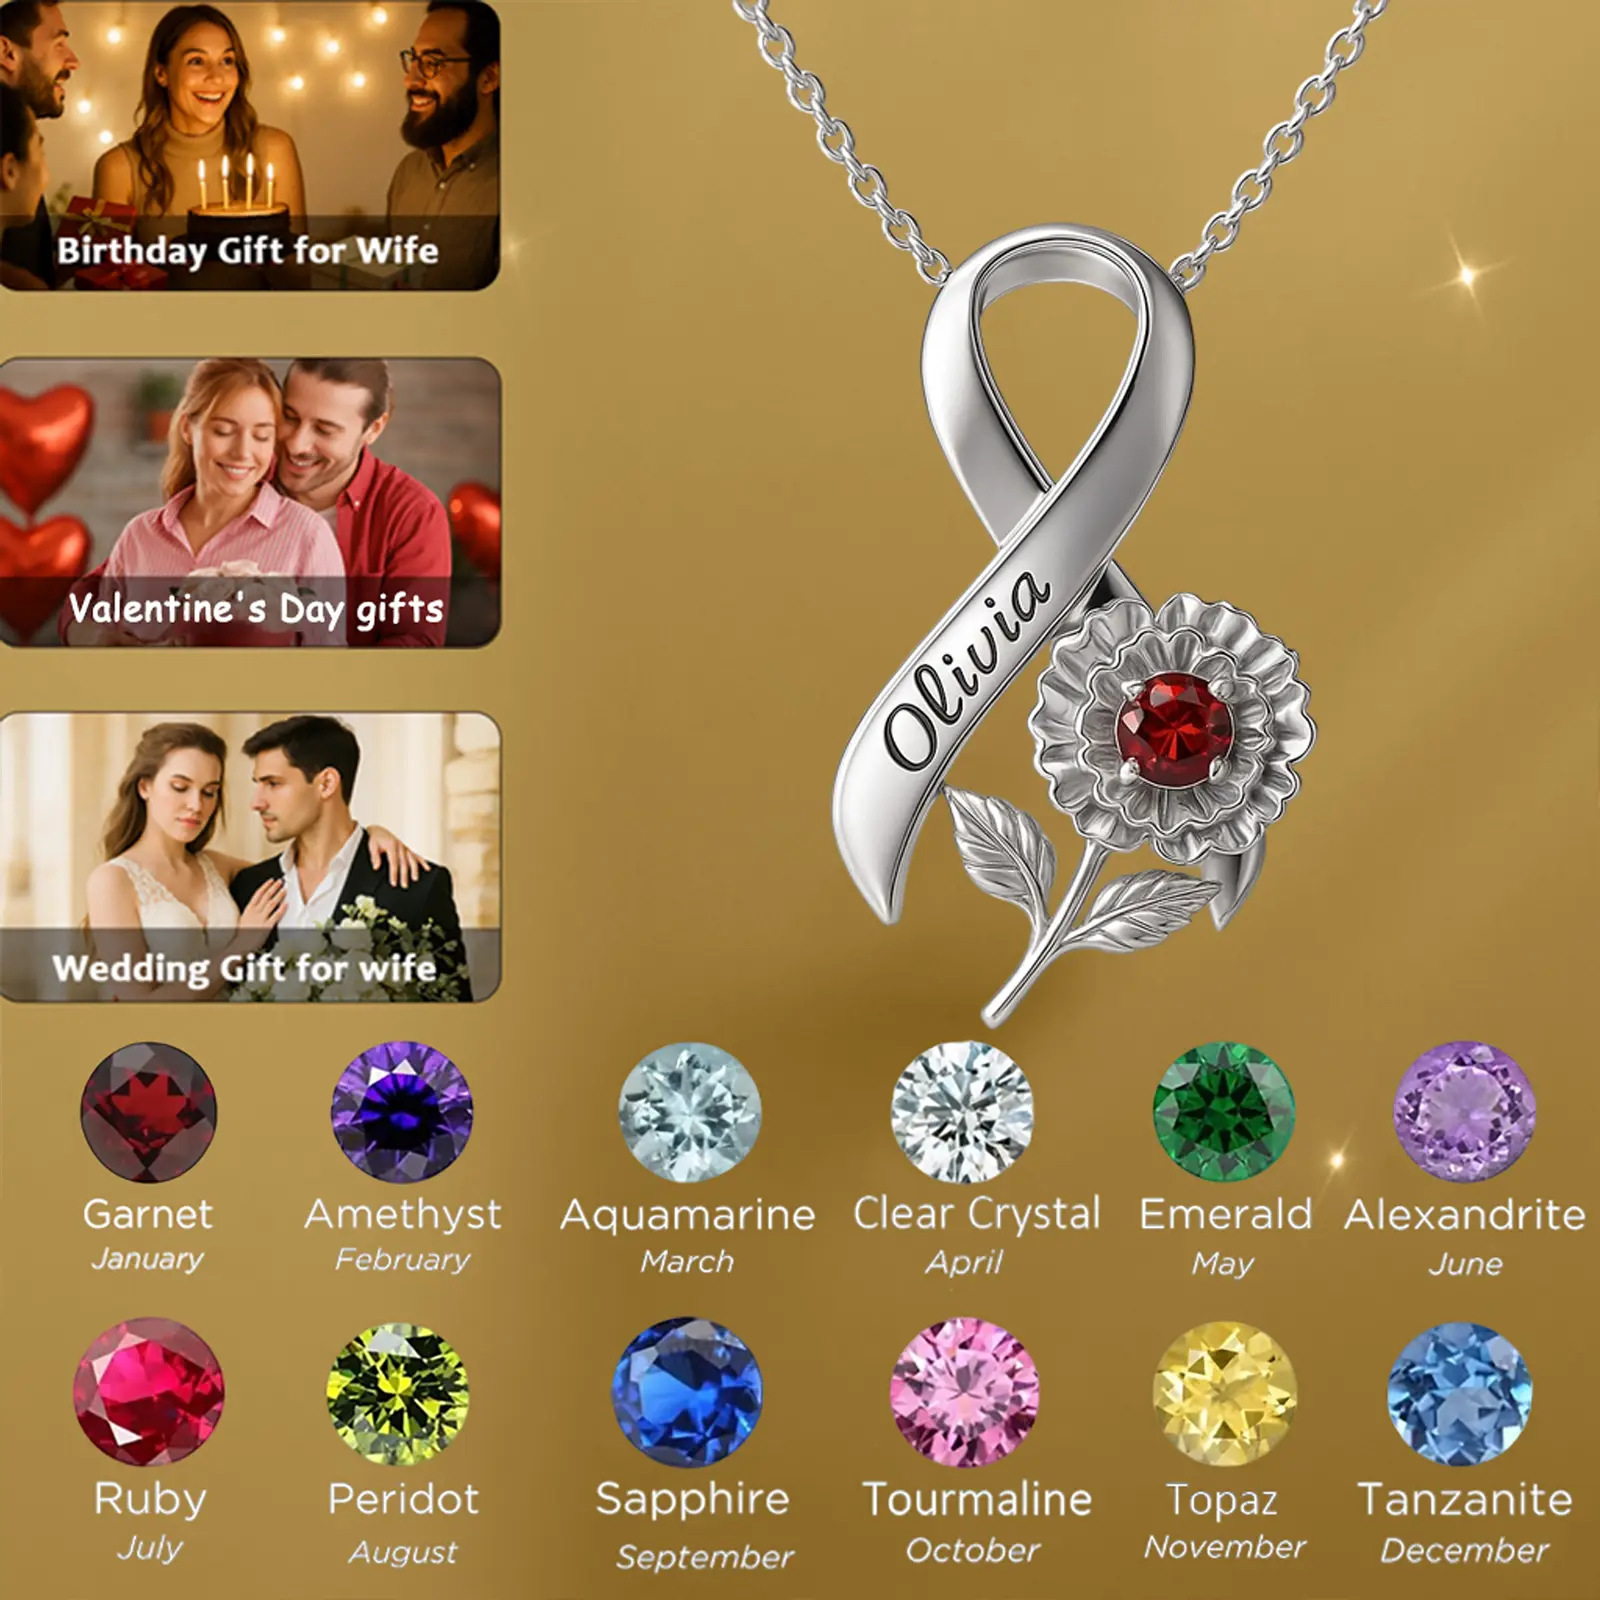 Birthday Gift for Wife
Valentine's Day gifts
Wedding Gift for wife
Olivia
Garnet
January
Amethyst
February
Aquamarine
March
Clear Crystal
April
Emerald
May
Alexandrite
June
Ruby
July
Peridot
August
Sapphire
September
Tourmaline
October
Topaz
November
Tanzanite
December